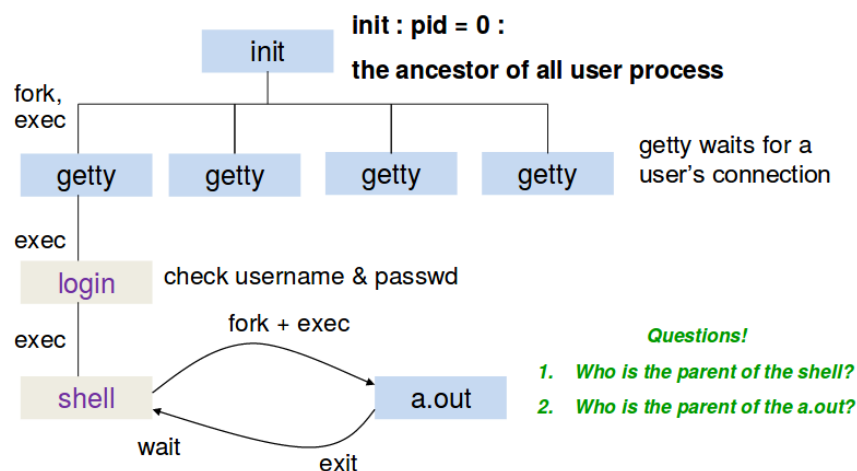 init
init : pid = 0 :
the ancestor of all user process
fork,
exec
getty
getty
getty
getty
getty waits for a
user's connection
exec
login
check username & passwd
exec
fork + exec
Questions!
1. Who is the parent of the shell?
shell
a.out
2. Who is the parent of the a.out?
wait
exit